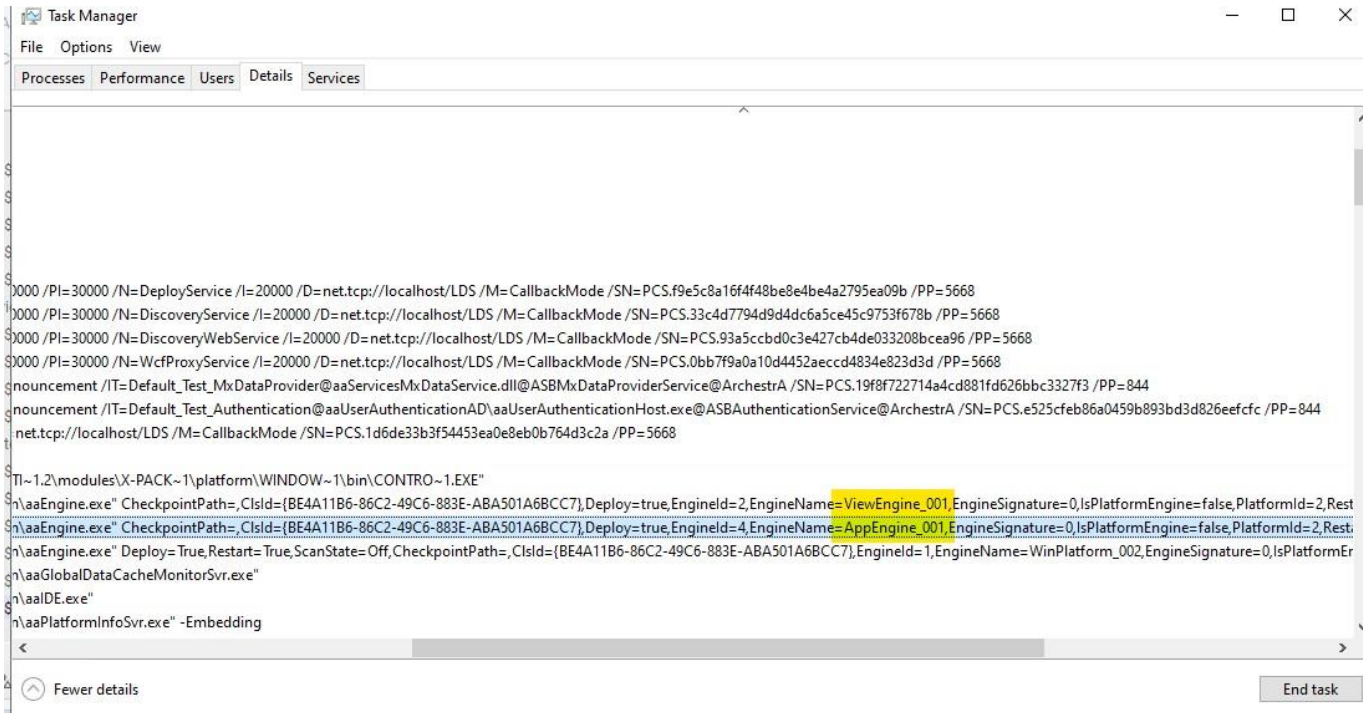 Task Manager
File Options View
Processes Performance Users Details Services
0000 /PI=30000 /N=DeployService /I=20000 /D=net.tcp://localhost/LDS /M=CallbackMode /SN=PCS.f9e5c8a16f4f48be8e4be4a2795ea09b /PP=5668
0000 /PI=30000 /N=DiscoveryService /I=20000 /D=net.tcp://localhost/LDS /M=CallbackMode /SN=PCS.33c4d7794d9d4dc6a5ce45c9753f678b /PP=5668
0000 /PI=30000 /N=DiscoveryWebService /I=20000 /D=net.tcp://localhost/LDS /M=CallbackMode /SN=PCS.93a5ccbd0c3e427cb4de033208bcea96 /PP=5668
0000 /PI=30000 /N=WcfProxyService /I=20000 /D=net.tcp://localhost/LDS /M=CallbackMode /SN=PCS.0bb7f9a0a10d4452aeccd4834e823d3d /PP=5668
nouncement /IT=Default_Test_MxDataProvider@aaServicesMxDataService.dll@ASBMxDataProviderService@ArchestrA /SN=PCS.19f8f722714a4cd881fd626bbc3327f3 /PP=844
nouncement /IT=Default_Test_Authentication@aaUserAuthenticationAD\aaUserAuthenticationHost.exe@ASBAuthenticationService@ArchestrA /SN=PCS.e525cfeb86a0459b893bd3d826eefcfc /PP=844
net.tcp://localhost/LDS /M=CallbackMode /SN=PCS.1d6de33b3f54453ea0e8eb0b764d3c2a /PP=5668
TI~1.2\modules\X-PACK~1\platform\WINDOW~1\bin\CONTRO~1.EXE"
n\aaEngine.exe" CheckpointPath=,ClsId={BE4A11B6-86C2-49C6-883E-ABA501A6BCC7},Deploy=true,EngineId=2,EngineName=ViewEngine_001,EngineSignature=0,IsPlatformEngine=false,PlatformId=2,Rest
n\aaEngine.exe" CheckpointPath=,ClsId={BE4A11B6-86C2-49C6-883E-ABA501A6BCC7},Deploy=true,EngineId=4,EngineName=AppEngine_001,EngineSignature=0,IsPlatformEngine=false,PlatformId=2,Resta
n\aaEngine.exe" Deploy=True,Restart=True,ScanState=Off,CheckpointPath=,ClsId={BE4A11B6-86C2-49C6-883E-ABA501A6BCC7},EngineId=1,EngineName=WinPlatform_002,EngineSignature=0,IsPlatformEr
n\aaGlobalDataCacheMonitorSvr.exe"
n\aaIDE.exe"
n\aaPlatformInfoSvr.exe" -Embedding
Fewer details
End task